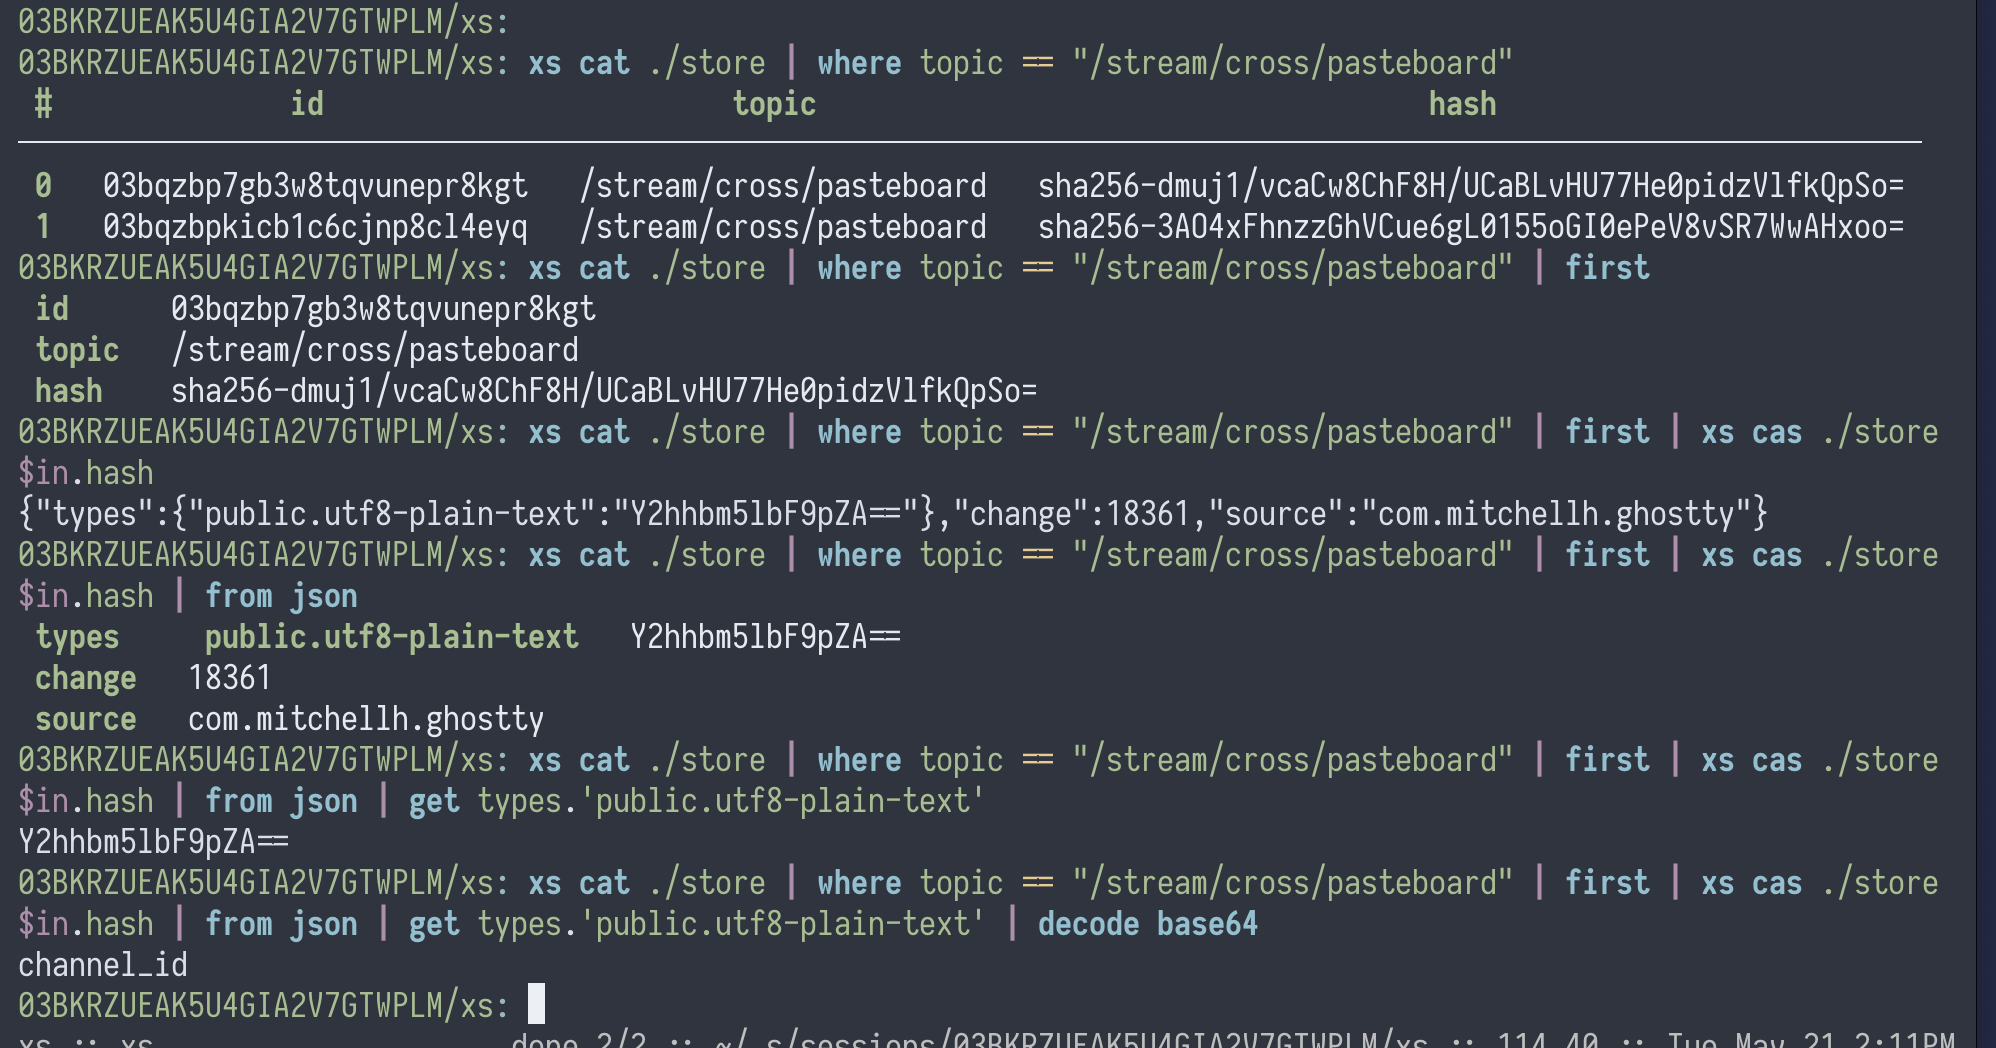 03BKRZUEAK5U4GIA2V7GTWPLM/xs:
03BKRZUEAK5U4GIA2V7GTWPLM/xs: xs cat ./store | where topic == "/stream/cross/pasteboard"
# id topic hash
0 03bqzbp7gb3w8tqvunepr8kgt /stream/cross/pasteboard sha256-dmuj1/vcaCw8ChF8H/UCaBLvHU77He0pidzVlfkQpSo=
1 03bqzbpkicb1c6cjnp8cl4eyq /stream/cross/pasteboard sha256-3AO4xFhnzzGhVCue6gL0155oGI0ePeV8vSR7WwAHxoo=
03BKRZUEAK5U4GIA2V7GTWPLM/xs: xs cat ./store | where topic == "/stream/cross/pasteboard" | first
id 03bqzbp7gb3w8tqvunepr8kgt
topic /stream/cross/pasteboard
hash sha256-dmuj1/vcaCw8ChF8H/UCaBLvHU77He0pidzVlfkQpSo=
03BKRZUEAK5U4GIA2V7GTWPLM/xs: xs cat ./store | where topic == "/stream/cross/pasteboard" | first | xs cas ./store
$in.hash
{"types":{"public.utf8-plain-text":"Y2hhbm5lbF9pZA=="},"change":18361,"source":"com.mitchellh.ghostty"}
03BKRZUEAK5U4GIA2V7GTWPLM/xs: xs cat ./store | where topic == "/stream/cross/pasteboard" | first | xs cas ./store
$in.hash | from json
types public.utf8-plain-text Y2hhbm5lbF9pZA==
change 18361
source com.mitchellh.ghostty
03BKRZUEAK5U4GIA2V7GTWPLM/xs: xs cat ./store | where topic == "/stream/cross/pasteboard" | first | xs cas ./store
$in.hash | from json | get types.'public.utf8-plain-text'
Y2hhbm5lbF9pZA==
03BKRZUEAK5U4GIA2V7GTWPLM/xs: xs cat ./store | where topic == "/stream/cross/pasteboard" | first | xs cas ./store
$in.hash | from json | get types.'public.utf8-plain-text' | decode base64
channel_id
03BKRZUEAK5U4GIA2V7GTWPLM/xs:
xs :: xs done 2/2 :: ~/.s/sessions/03BKRZUEAK5U4GIA2V7GTWPLM/xs :: 114,40 :: Tue May 21 2:11PM